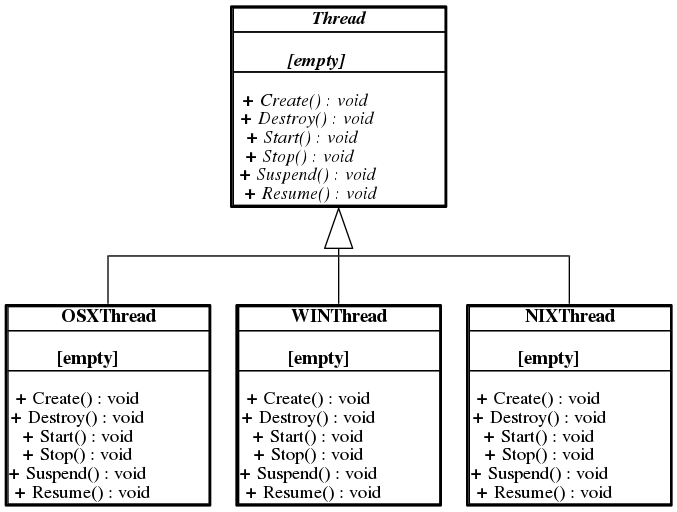 Thread
[empty]
+ Create() : void
+ Destroy() : void
+ Start() : void
+ Stop() : void
+ Suspend() : void
+ Resume() : void
OSXThread
[empty]
+ Create() : void
+ Destroy() : void
+ Start() : void
+ Stop() : void
+ Suspend() : void
+ Resume() : void
WINThread
[empty]
+ Create() : void
+ Destroy() : void
+ Start() : void
+ Stop() : void
+ Suspend() : void
+ Resume() : void
NIXThread
[empty]
+ Create() : void
+ Destroy() : void
+ Start() : void
+ Stop() : void
+ Suspend() : void
+ Resume() : void